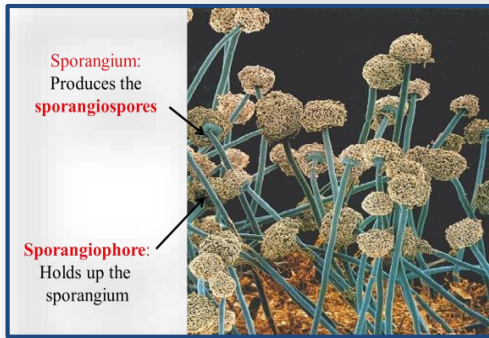 Sporangium:
Produces the
sporangiospores
Sporangiophore:
Holds up the
sporangium